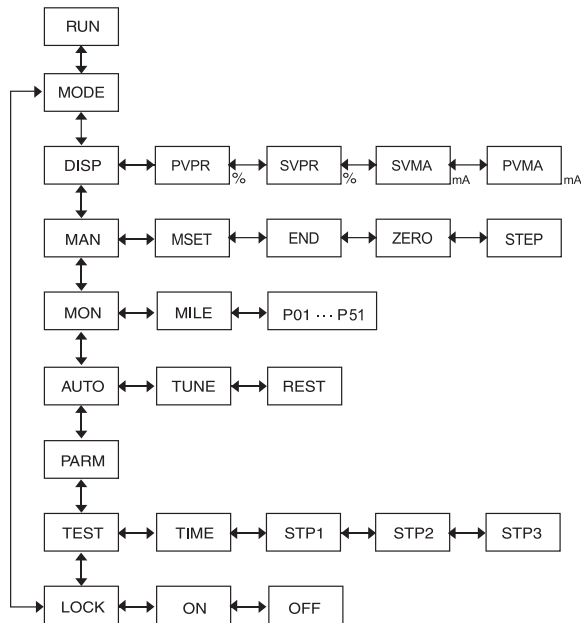 RUN
MODE
DISP PVPR % SVPR % SVMA mA PVMA mA
MAN MSET END ZERO STEP
MON MILE P01 ··· P51
AUTO TUNE REST
PARM
TEST TIME STP1 STP2 STP3
LOCK ON OFF